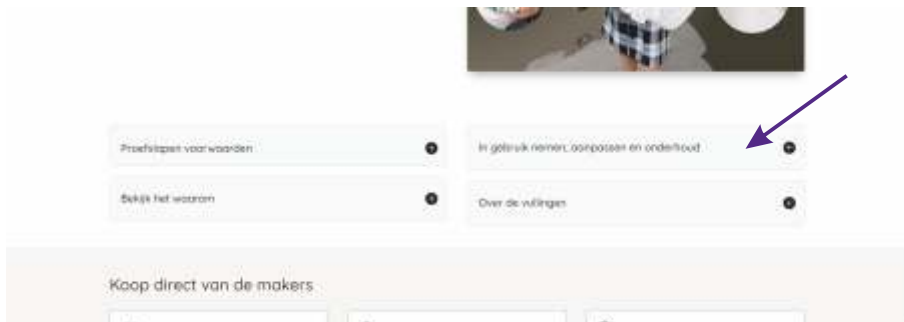 Proefslapen voorwaarden
In gebruik nemen, aanpassen en onderhoud
Bekijk het waarom
Over de vullingen
Koop direct van de makers